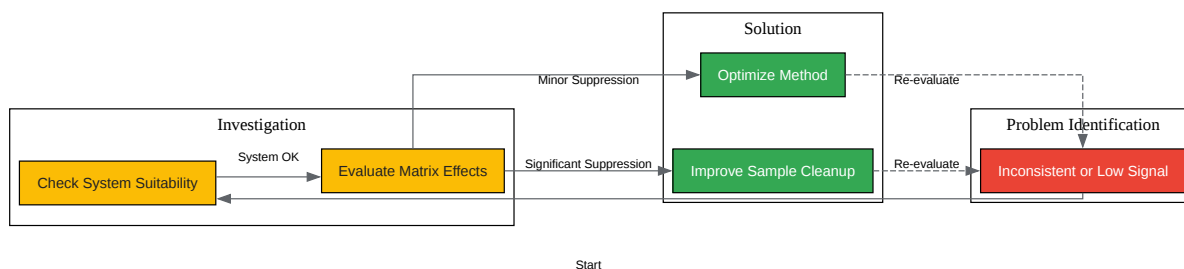 Solution
Optimize Method
Minor Suppression
Re-evaluate
Investigation
Problem Identification
System OK
Check System Suitability
Evaluate Matrix Effects
Significant Suppression
Improve Sample Cleanup
Re-evaluate
Inconsistent or Low Signal
Start